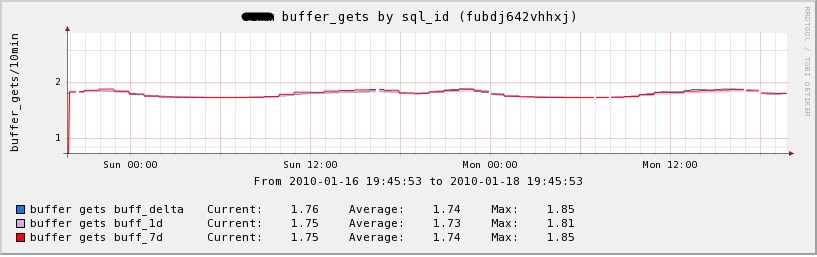 buffer_gets by sql_id (fubdj642vhhxj)
RRDTOOL / TOBI OETIKER
buffer_gets/10min
2
1
Sun 00:00 Sun 12:00 Mon 00:00 Mon 12:00
From 2010-01-16 19:45:53 to 2010-01-18 19:45:53
buffer gets buff_delta Current: 1.76 Average: 1.74 Max: 1.85
buffer gets buff_1d Current: 1.75 Average: 1.73 Max: 1.81
buffer gets buff_7d Current: 1.75 Average: 1.74 Max: 1.85